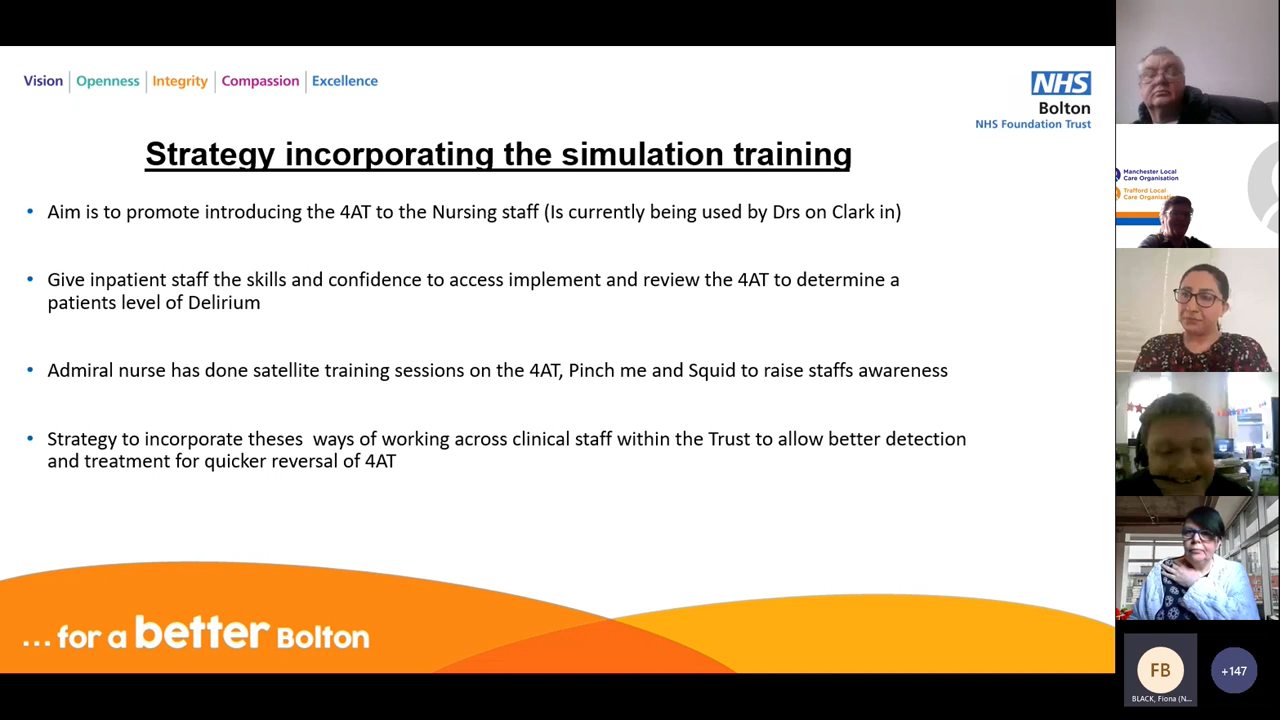 Vision | Openness | Integrity | Compassion | Excellence
NHS
Bolton
NHS Foundation Trust
Strategy incorporating the simulation training
• Aim is to promote introducing the 4AT to the Nursing staff (Is currently being used by Drs on Clark in)
• Give inpatient staff the skills and confidence to access implement and review the 4AT to determine a
patients level of Delirium
• Admiral nurse has done satellite training sessions on the 4AT, Pinch me and Squid to raise staffs awareness
• Strategy to incorporate theses  ways of working across clinical staff within the Trust to allow better detection
and treatment for quicker reversal of 4AT
...for a better Bolton
Manchester Local
Care Organisation
Trafford Local
Care Organisation
FB
BLACK, Fiona (N...
+147